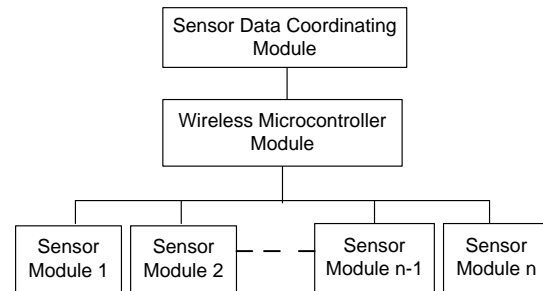 Sensor Data Coordinating
Module
Wireless Microcontroller
Module
Sensor
Module 1
Sensor
Module 2
Sensor
Module n-1
Sensor
Module n